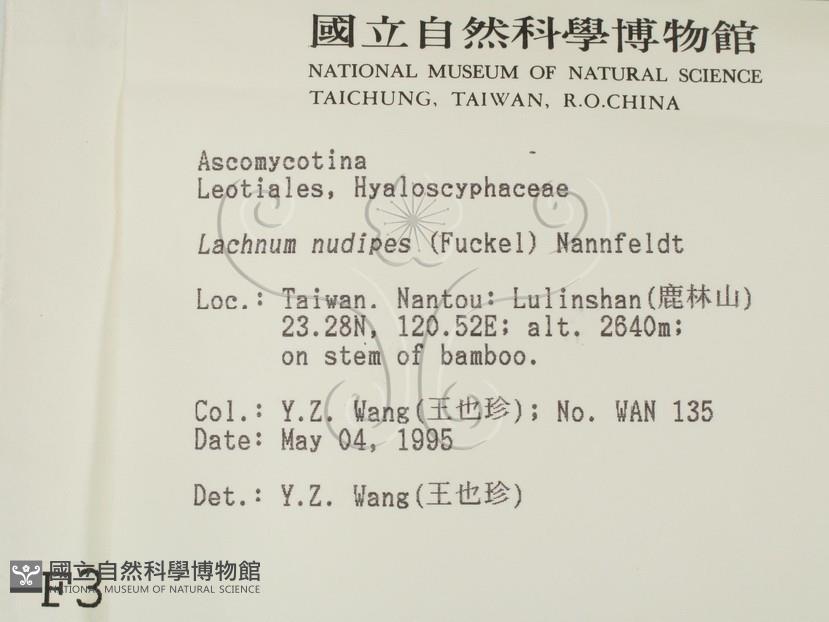 國立自然科學博物館
NATIONAL MUSEUM OF NATURAL SCIENCE
TAICHUNG, TAIWAN, R.O.CHINA
Ascomycotina
Leotiales, Hyaloscyphaceae
Lachnum nudipes (Fuckel) Nannfeldt
Loc.: Taiwan. Nantou: Lulinshan(鹿林山)
23.28N, 120.52E; alt. 2640m;
on stem of bamboo.
Col.: Y.Z. Wang(王也珍); No. WAN 135
Date: May 04, 1995
Det.: Y.Z. Wang(王也珍)
國立自然科學博物館
NATIONAL MUSEUM OF NATURAL SCIENCE
F3